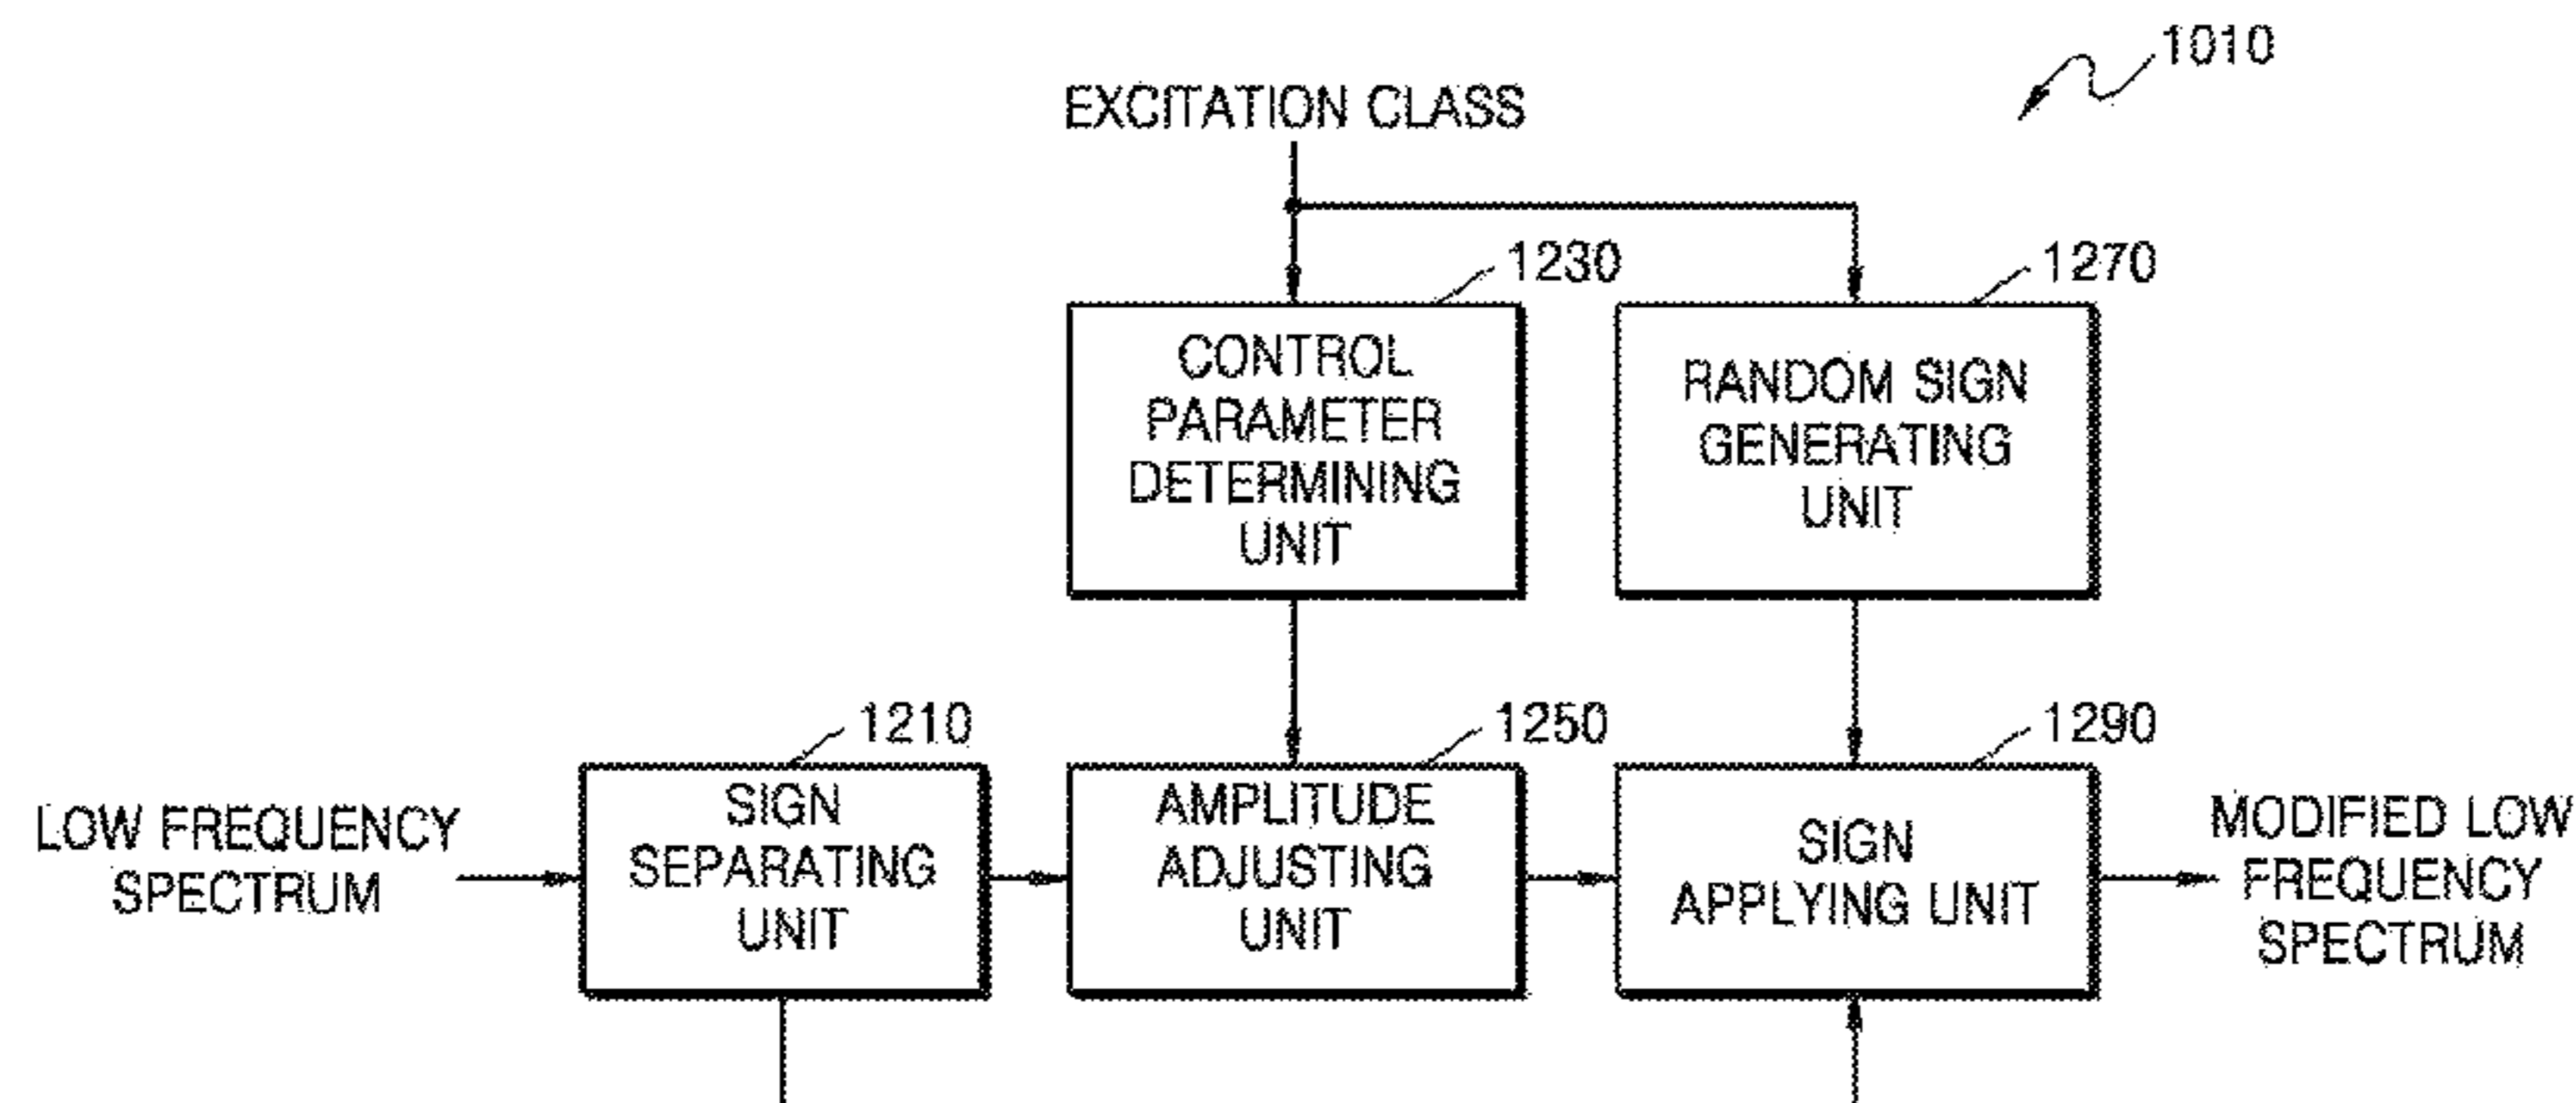 1010
EXCITATION CLASS
1230
1270
CONTROL
PARAMETER
DETERMINING
UNIT
RANDOM SIGN
GENERATING
UNIT
1210
1250
1290
LOW FREQUENCY
SPECTRUM
SIGN
SEPARATING
UNIT
AMPLITUDE
ADJUSTING
UNIT
SIGN
APPLYING UNIT
MODIFIED LOW
FREQUENCY
SPECTRUM